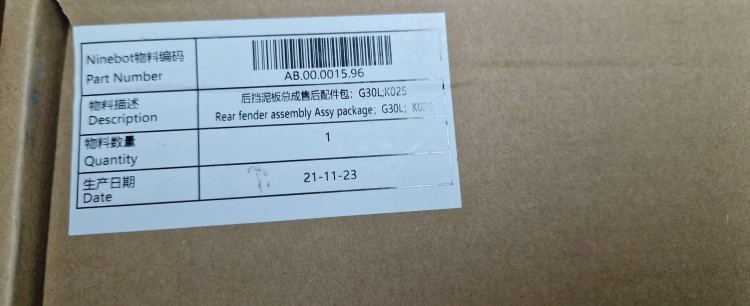 Ninebot物料编码
Part Number
AB.00.0015.96
物料描述
Description
后挡泥板总成售后配件包；G30L;K025
Rear fender assembly Assy package；G30L；K025
物料数量
Quantity
1
生产日期
Date
21-11-23